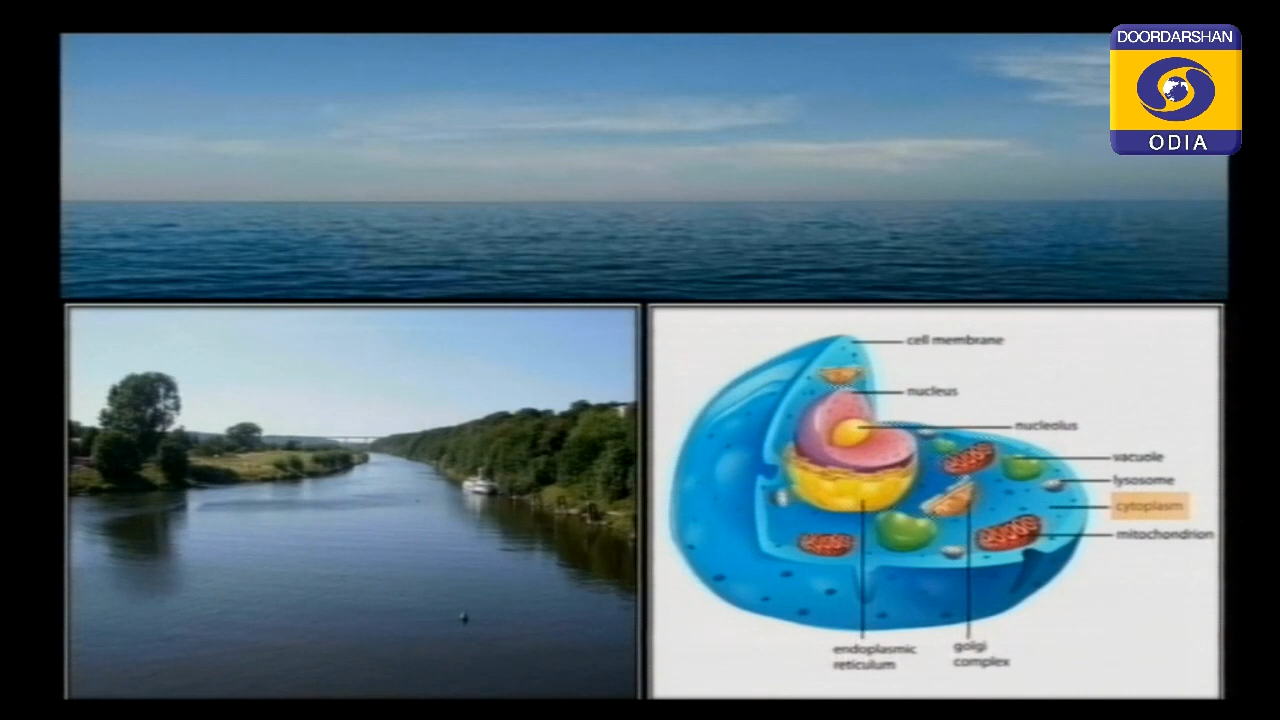 DOORDARSHAN
ODIA
cell membrane
nucleus
nucleolus
vacuole
lysosome
cytoplasm
mitochondrion
endoplasmic
reticulum
golgi
complex